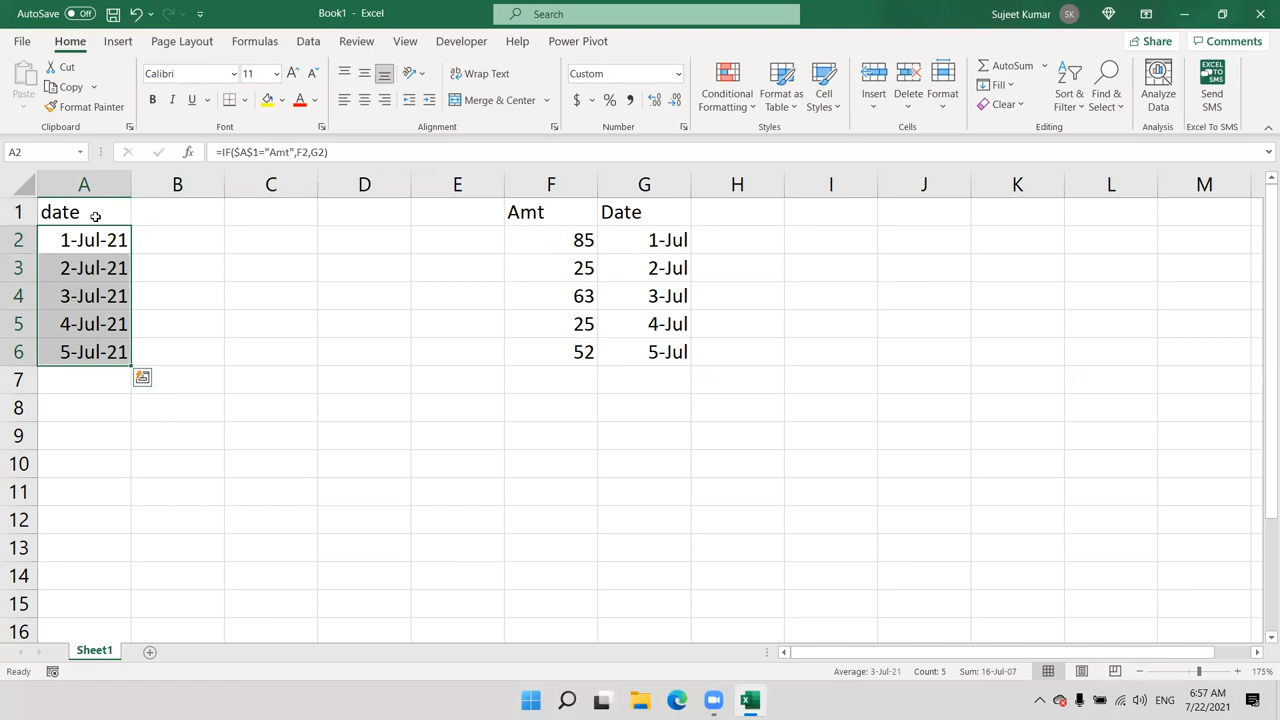 AutoSave Off Book1 - Excel Search Sujeet Kumar SK
File Home Insert Page Layout Formulas Data Review View Developer Help Power Pivot Share Comments
Paste Cut Copy Format Painter Clipboard
Calibri 11 B I U A Font
Wrap Text Merge & Center Alignment
Custom $ % , Number
Conditional Formatting Format as Table Cell Styles Styles
Insert Delete Format Cells
AutoSum Fill Clear Sort & Filter Find & Select Editing
Analyze Data Analysis
Send SMS Excel To SMS
A2 fx =IF($A$1="Amt",F2,G2)
A B C D E F G H I J K L M
1 date Amt Date
2 1-Jul-21 85 1-Jul
3 2-Jul-21 25 2-Jul
4 3-Jul-21 63 3-Jul
5 4-Jul-21 25 4-Jul
6 5-Jul-21 52 5-Jul
7
8
9
10
11
12
13
14
15
16
Sheet1
Ready Average: 3-Jul-21 Count: 5 Sum: 16-Jul-07 175%
ENG 6:57 AM
7/22/2021